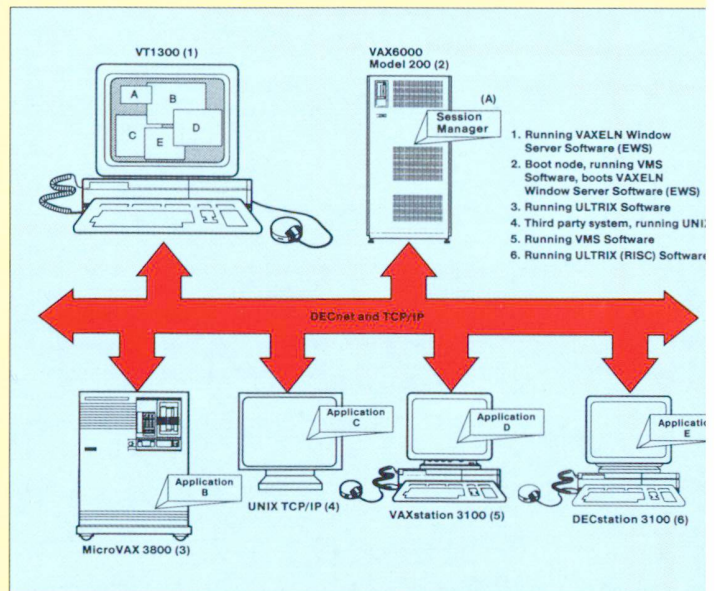 VT1300 (1)
A
B
C
D
E
VAX6000
Model 200 (2)
(A)
Session
Manager
1. Running VAXELN Window
Server Software (EWS)
2. Boot node, running VMS
Software, boots VAXELN
Window Server Software (EWS)
3. Running ULTRIX Software
4. Third party system, running UNIX
5. Running VMS Software
6. Running ULTRIX (RISC) Software
DECnet and TCP/IP
Application
B
MicroVAX 3800 (3)
Application
C
UNIX TCP/IP (4)
Application
D
VAXstation 3100 (5)
Application
E
DECstation 3100 (6)